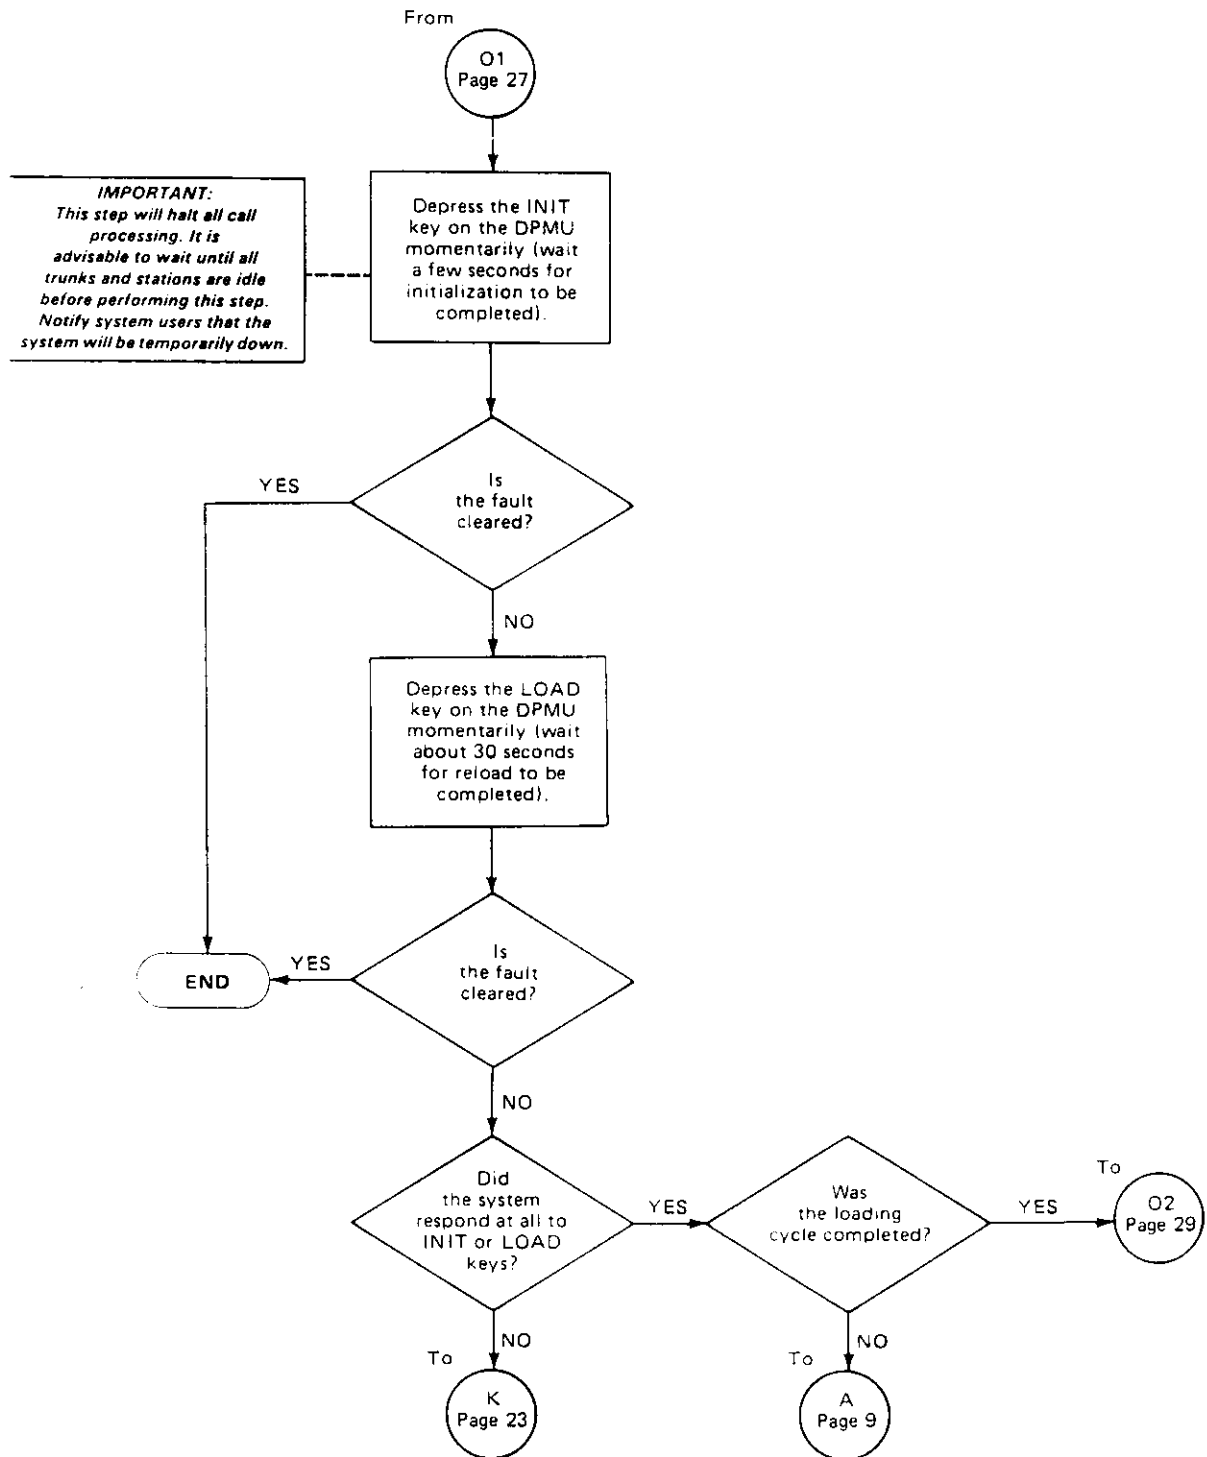 From
O1
Page 27
IMPORTANT:
This step will halt all call
processing. It is
advisable to wait until all
trunks and stations are idle
before performing this step.
Notify system users that the
system will be temporarily down.
Depress the INIT
key on the DPMU
momentarily (wait
a few seconds for
initialization to be
completed).
Is
the fault
cleared?
YES
NO
Depress the LOAD
key on the DPMU
momentarily (wait
about 30 seconds
for reload to be
completed).
Is
the fault
cleared?
YES
END
NO
Did
the system
respond at all to
INIT or LOAD
keys?
YES
Was
the loading
cycle completed?
YES
To
O2
Page 29
NO
To
K
Page 23
NO
To
A
Page 9